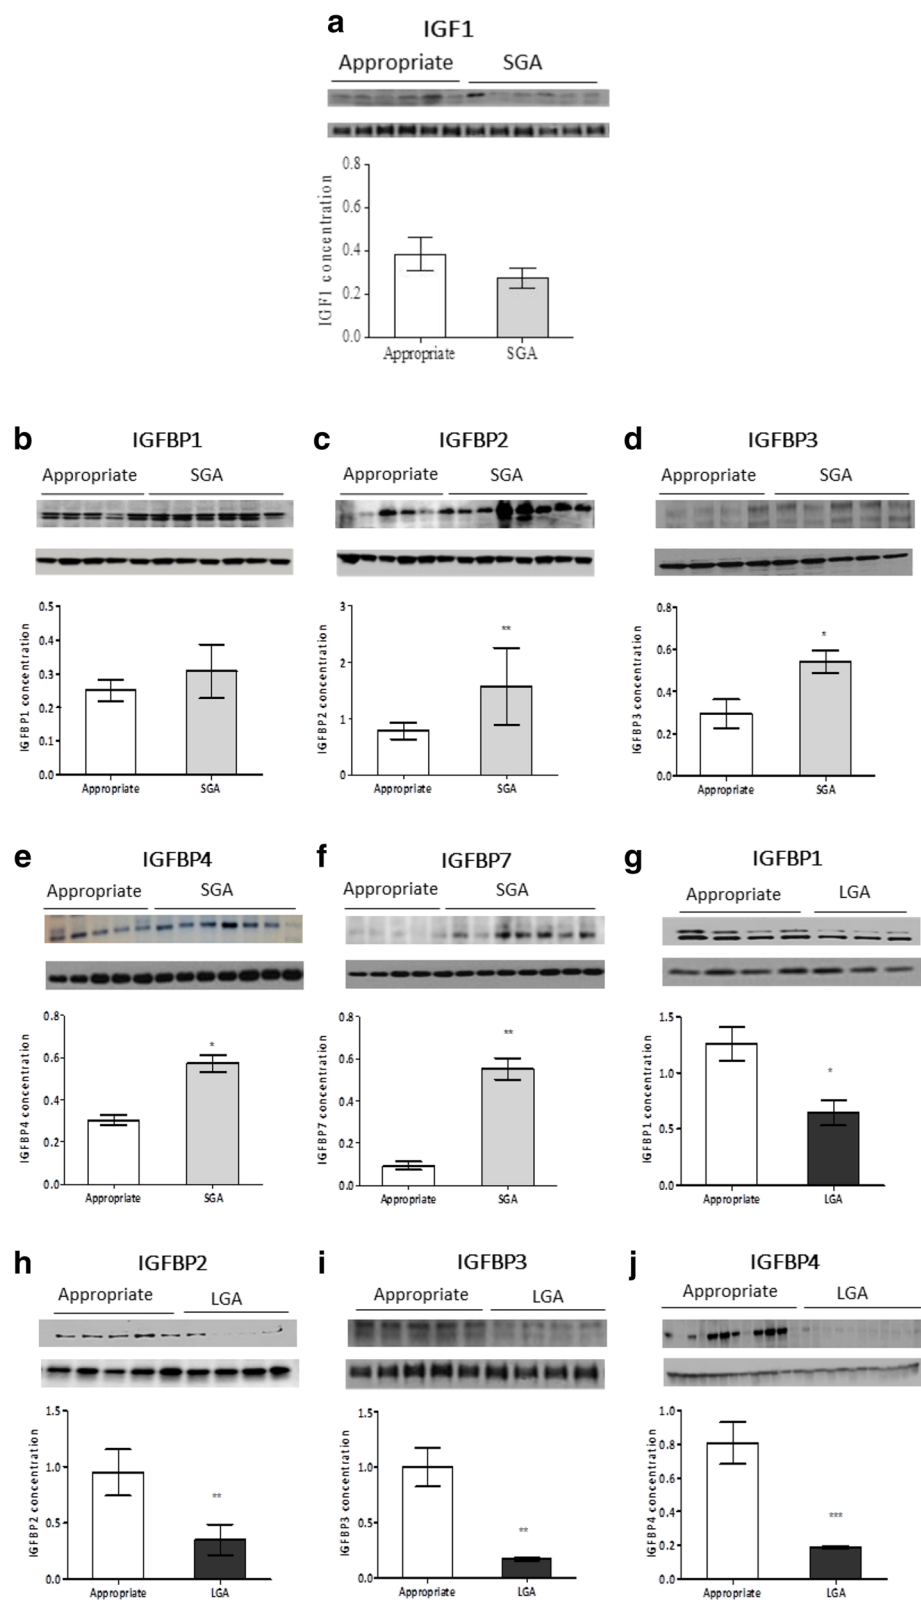 a IGF1
Appropriate SGA
0.8
0.6
0.4
0.2
0.0
IGF1 concentration
Appropriate SGA
b IGFBP1
Appropriate SGA
0.5
0.4
0.3
0.2
0.1
0.0
IGFBP1 concentration
Appropriate SGA
c IGFBP2
Appropriate SGA
3
2
1
0
IGFBP2 concentration
**
Appropriate SGA
d IGFBP3
Appropriate SGA
0.8
0.6
0.4
0.2
0.0
IGFBP3 concentration
*
Appropriate SGA
e IGFBP4
Appropriate SGA
0.8
0.6
0.4
0.2
0.0
IGFBP4 concentration
*
Appropriate SGA
f IGFBP7
Appropriate SGA
0.8
0.6
0.4
0.2
0.0
IGFBP7 concentration
**
Appropriate SGA
g IGFBP1
Appropriate LGA
1.5
1.0
0.5
0.0
IGFBP1 concentration
*
Appropriate LGA
h IGFBP2
Appropriate LGA
1.5
1.0
0.5
0.0
IGFBP2 concentration
**
Appropriate LGA
i IGFBP3
Appropriate LGA
1.5
1.0
0.5
0.0
IGFBP3 concentration
**
Appropriate LGA
j IGFBP4
Appropriate LGA
1.0
0.8
0.6
0.4
0.2
0.0
IGFBP4 concentration
***
Appropriate LGA